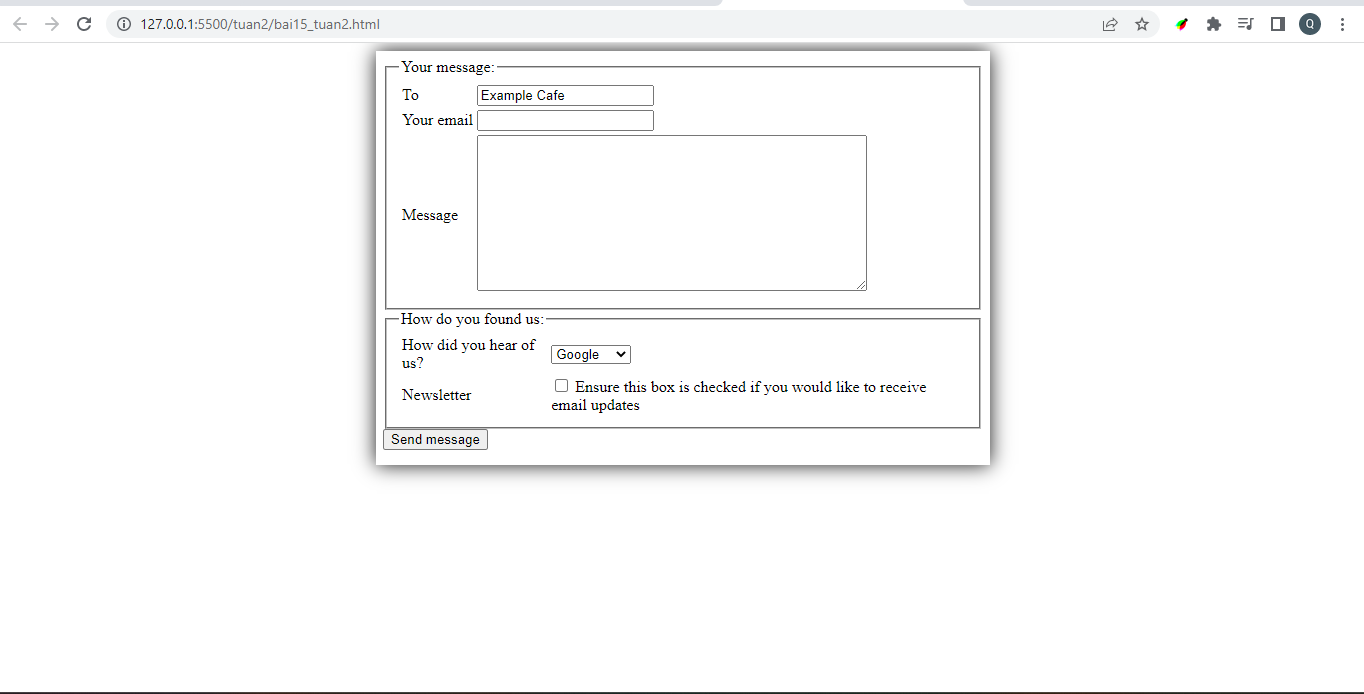 127.0.0.1:5500/tuan2/bai15_tuan2.html
Q
Your message:
To Example Cafe
Your email
Message
How do you found us:
How did you hear of
us?
Google
Newsletter
Ensure this box is checked if you would like to receive
email updates
Send message